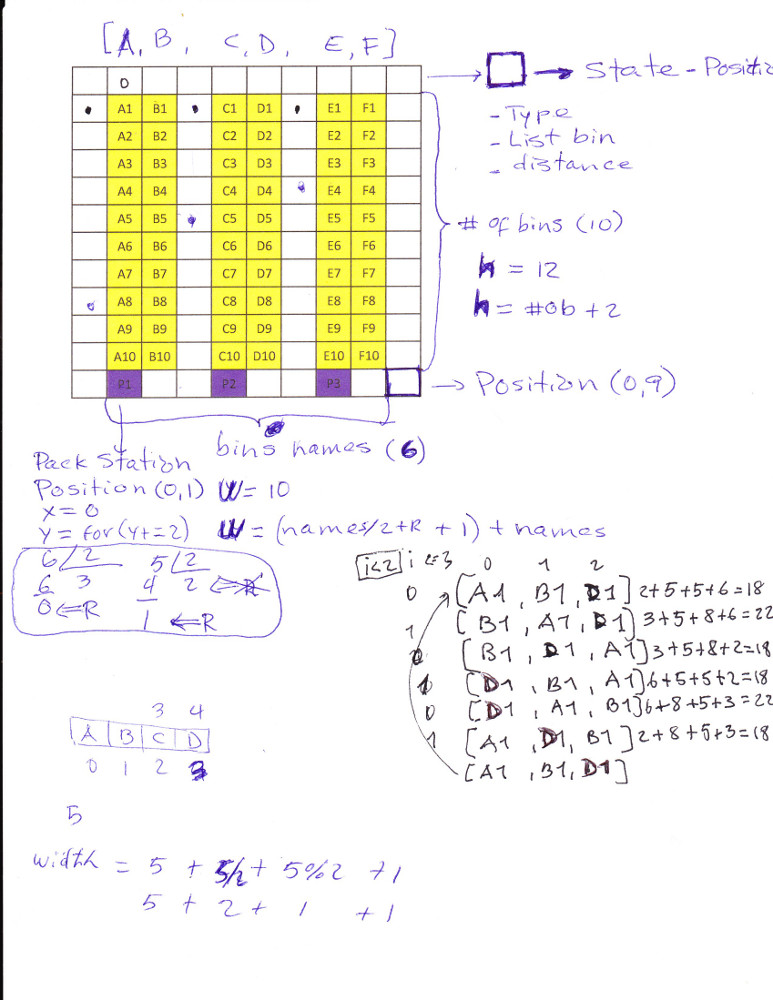 [A, B, C, D, E, F]
0
State - Positi
- Type
- List bin
- distance
A1 B1 C1 D1 E1 F1
A2 B2 C2 D2 E2 F2
A3 B3 C3 D3 E3 F3
A4 B4 C4 D4 E4 F4
A5 B5 C5 D5 E5 F5
A6 B6 C6 D6 E6 F6
A7 B7 C7 D7 E7 F7
A8 B8 C8 D8 E8 F8
A9 B9 C9 D9 E9 F9
A10 B10 C10 D10 E10 F10
P1 P2 P3
# of bins (10)
h = 12
h = #ob + 2
→ Position (0,9)
bins names (6)
Pack Station
Position (0,1) W = 10
x = 0
y = for (y+=2) W = (names/2+R + 1) + names
6 /2 5 /2
6 3 4 2 ⇐R
0 ⇐R 1 ⇐R
i<2 i <= 3 0 1 2
0 [A1, B1, D1] 2+5+5+6=18
1 [B1, A1, D1] 3+5+8+6=22
[B1, D1, A1] 3+5+8+2=18
1 [D1, B1, A1] 6+5+5+2=18
0 [D1, A1, B1] 6+8+5+3=22
1 [A1, D1, B1] 2+8+5+3=18
[A1, B1, D1]
3 4
A B C D
0 1 2 3
5
width = 5 + 5/2 + 5%2 +1
5 + 2 + 1 +1